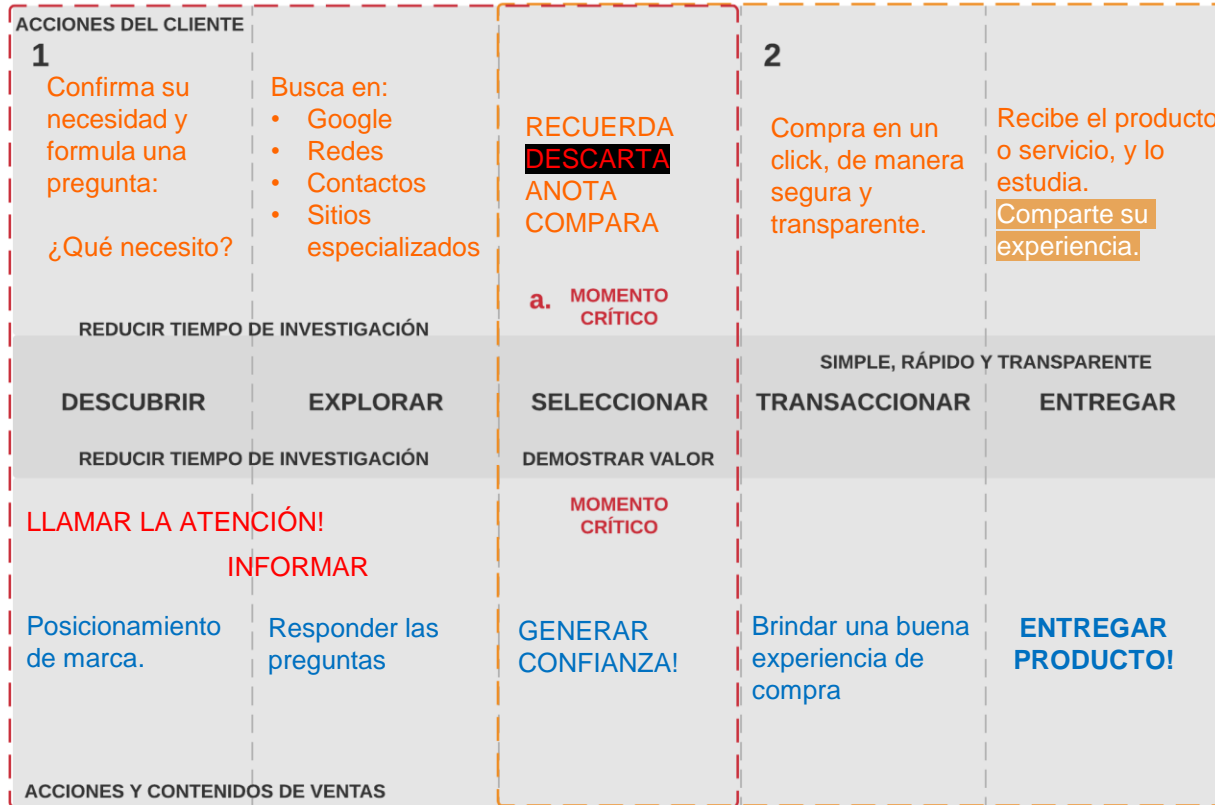 ACCIONES DEL CLIENTE
1
Confirma su
necesidad y
formula una
pregunta:
¿Qué necesito?
Busca en:
• Google
• Redes
• Contactos
• Sitios
especializados
RECUERDA
DESCARTA
ANOTA
COMPARA
a. MOMENTO
CRÍTICO
2
Compra en un
click, de manera
segura y
transparente.
Recibe el producto
o servicio, y lo
estudia.
Comparte su
experiencia.
REDUCIR TIEMPO DE INVESTIGACIÓN
SIMPLE, RÁPIDO Y TRANSPARENTE
DESCUBRIR
EXPLORAR
SELECCIONAR
TRANSACCIONAR
ENTREGAR
REDUCIR TIEMPO DE INVESTIGACIÓN
DEMOSTRAR VALOR
LLAMAR LA ATENCIÓN!
INFORMAR
MOMENTO
CRÍTICO
Posicionamiento
de marca.
Responder las
preguntas
GENERAR
CONFIANZA!
Brindar una buena
experiencia de
compra
ENTREGAR
PRODUCTO!
ACCIONES Y CONTENIDOS DE VENTAS